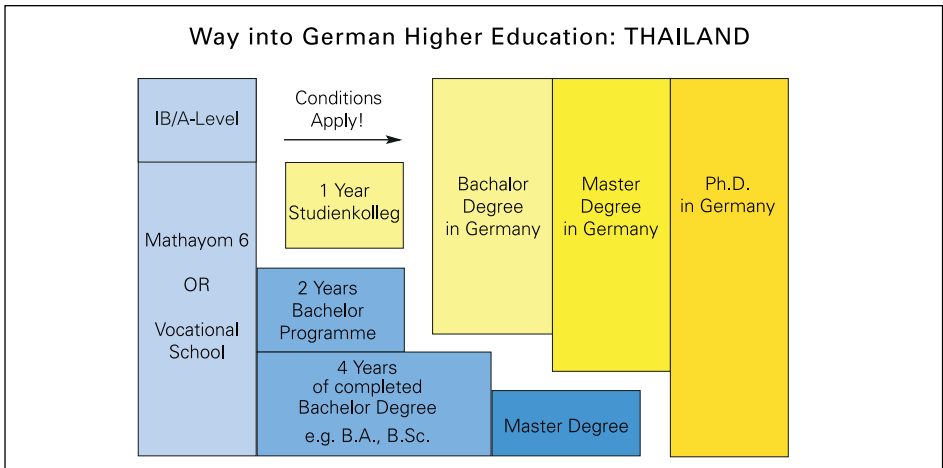 Way into German Higher Education: THAILAND
IB/A-Level
Conditions
Apply!
1 Year
Studienkolleg
Mathayom 6
OR
Vocational
School
2 Years
Bachelor
Programme
4 Years
of completed
Bachelor Degree
e.g. B.A., B.Sc.
Master Degree
Bachalor
Degree
in Germany
Master
Degree
in Germany
Ph.D.
in Germany